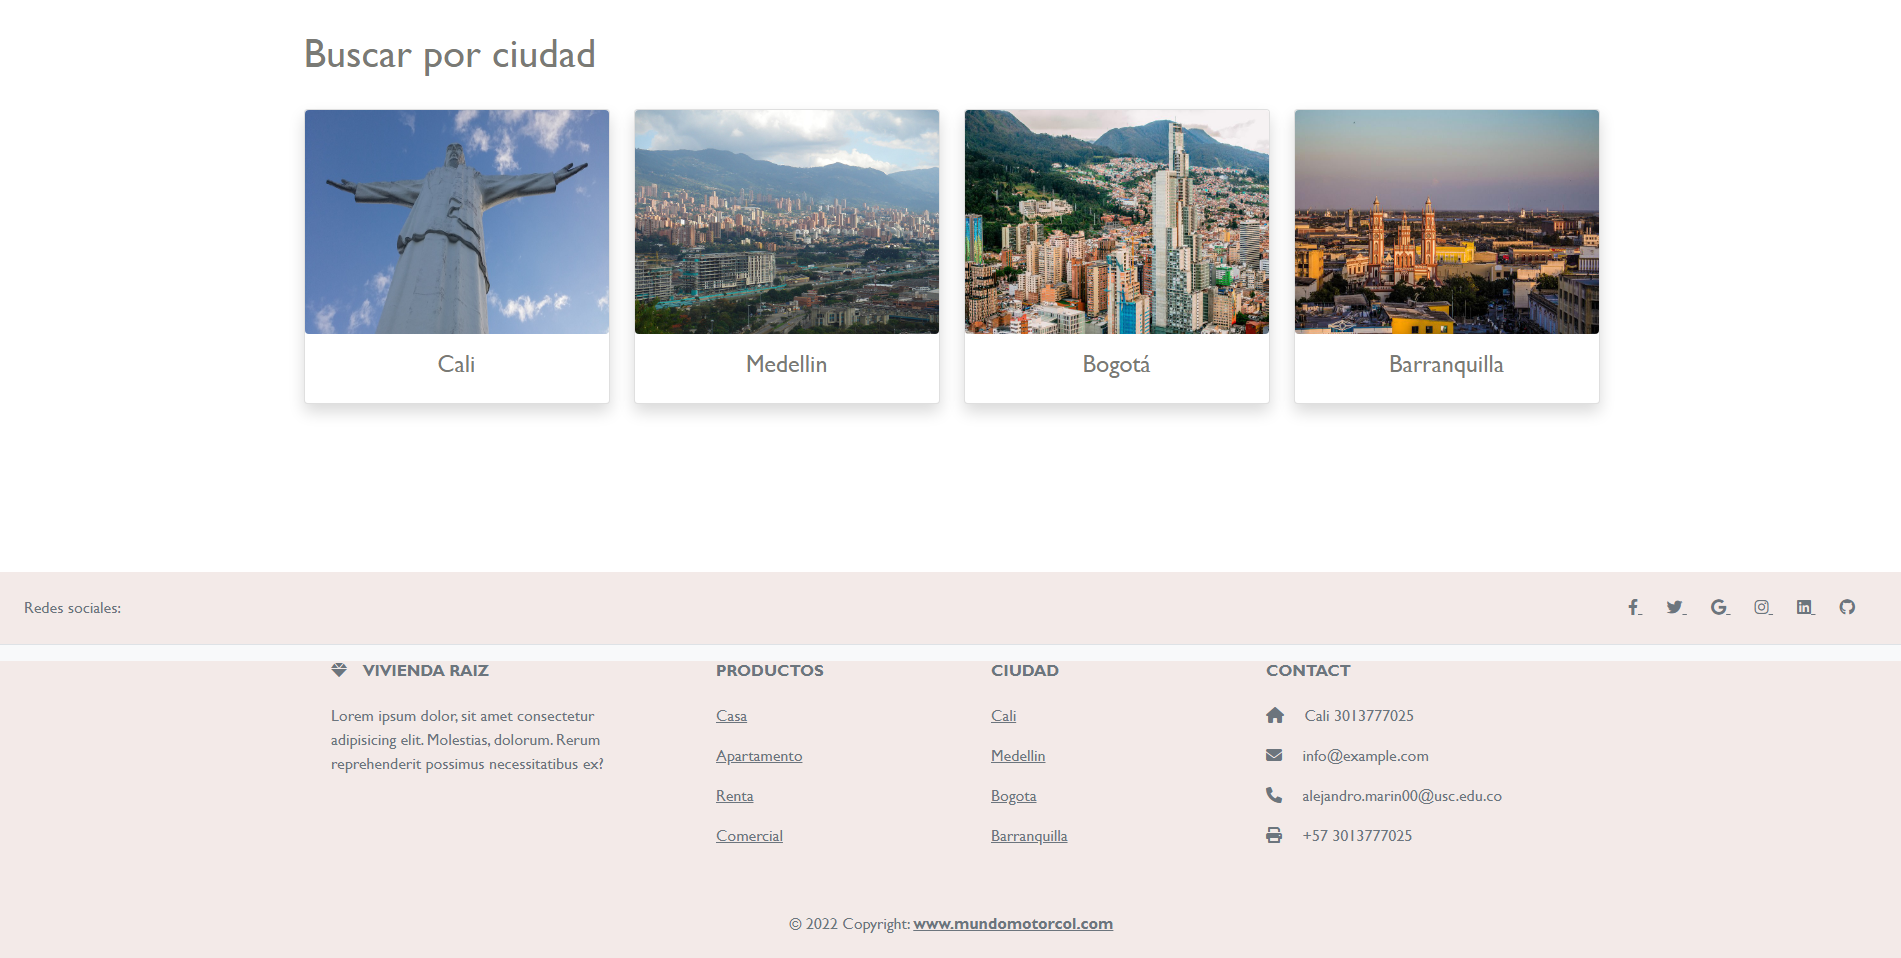 Buscar por ciudad
Cali
Medellin
Bogotá
Barranquilla
Redes sociales:
VIVIENDA RAIZ
Lorem ipsum dolor, sit amet consectetur
adipisicing elit. Molestias, dolorum. Rerum
reprehenderit possimus necessitatibus ex?
PRODUCTOS
Casa
Apartamento
Renta
Comercial
CIUDAD
Cali
Medellin
Bogota
Barranquilla
CONTACT
Cali 3013777025
info@example.com
alejandro.marin00@usc.edu.co
+57 3013777025
© 2022 Copyright: www.mundomotorcol.com